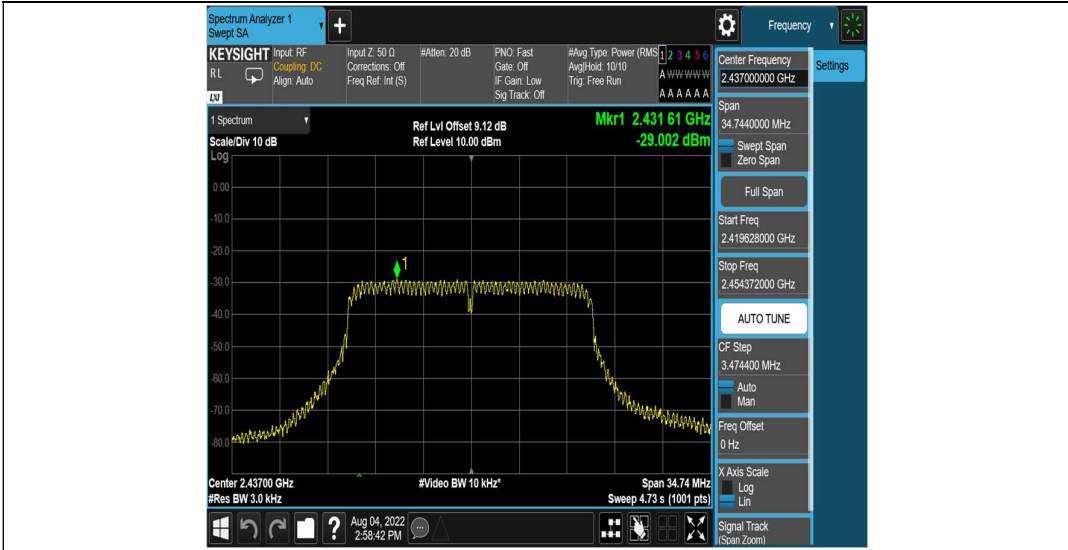 Spectrum Analyzer 1
Swept SA
+
Frequency
KEYSIGHT
RL
LXI
Input: RF
Coupling: DC
Align: Auto
Input Z: 50 Ω
Corrections: Off
Freq Ref: Int (S)
#Atten: 20 dB
PNO: Fast
Gate: Off
IF Gain: Low
Sig Track: Off
#Avg Type: Power (RMS
Avg|Hold: 10/10
Trig: Free Run
1 2 3 4 5 6
A W W W W W
A A A A A A
1 Spectrum
Scale/Div 10 dB
Ref Lvl Offset 9.12 dB
Ref Level 10.00 dBm
Mkr1 2.431 61 GHz
-29.002 dBm
Log
0.00
-10.0
-20.0
-30.0
-40.0
-50.0
-60.0
-70.0
-80.0
1
Center 2.43700 GHz
#Res BW 3.0 kHz
#Video BW 10 kHz*
Span 34.74 MHz
Sweep 4.73 s (1001 pts)
Aug 04, 2022
2:58:42 PM
?
Center Frequency
2.437000000 GHz
Settings
Span
34.7440000 MHz
Swept Span
Zero Span
Full Span
Start Freq
2.419628000 GHz
Stop Freq
2.454372000 GHz
AUTO TUNE
CF Step
3.474400 MHz
Auto
Man
Freq Offset
0 Hz
X Axis Scale
Log
Lin
Signal Track
(Span Zoom)